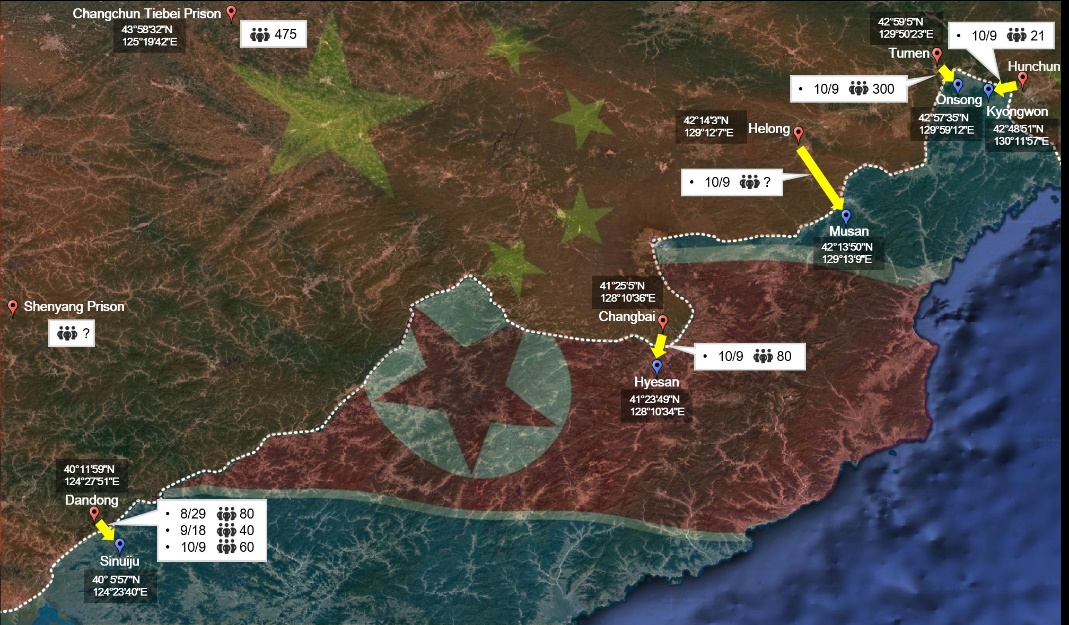 Changchun Tiebei Prison
43°58'32"N
125°19'42"E
475
42°59'5"N
129°50'23"E
Tumen
• 10/9 21
Hunchun
• 10/9 300
Onsong
42°57'35"N
129°59'12"E
Kyongwon
42°48'51"N
130°11'57"E
42°14'3"N
129°12'7"E
Helong
• 10/9 ?
Musan
42°13'50"N
129°13'9"E
Shenyang Prison
?
41°25'5"N
128°10'36"E
Changbai
• 10/9 80
Hyesan
41°23'49"N
128°10'34"E
40°11'59"N
124°27'51"E
Dandong
• 8/29 80
• 9/18 40
• 10/9 60
Sinuiju
40° 5'57"N
124°23'40"E